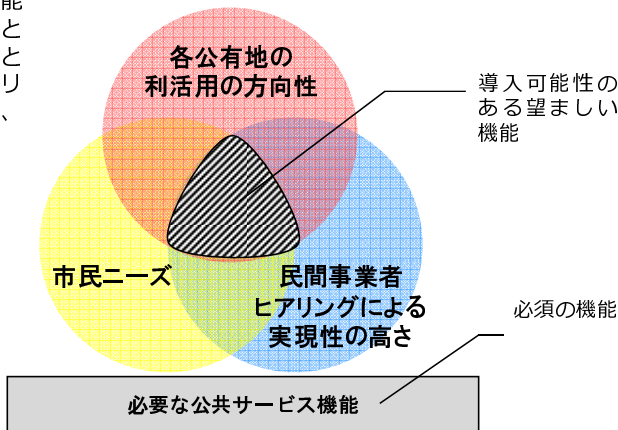 能
と
と
リ
、
各公有地の
利活用の方向性
導入可能性の
ある望ましい
機能
市民ニーズ
民間事業者
ヒアリングによる
実現性の高さ
必須の機能
必要な公共サービス機能